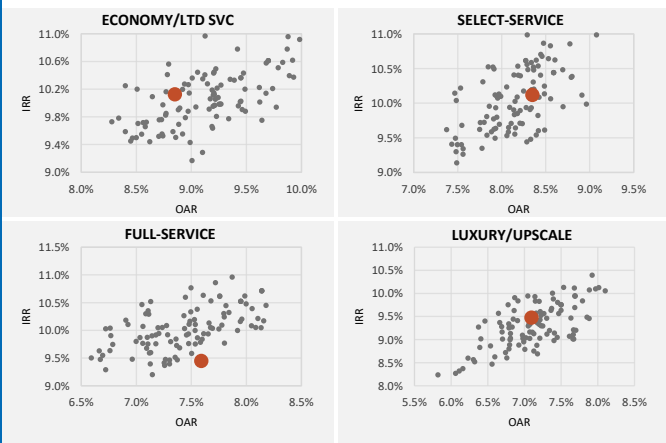 ECONOMY/LTD SVC
11.0%
10.6%
10.2%
9.8%
9.4%
9.0%
IRR
8.0% 8.5% 9.0% 9.5% 10.0%
OAR
SELECT-SERVICE
11.0%
10.5%
10.0%
9.5%
9.0%
IRR
7.0% 7.5% 8.0% 8.5% 9.0% 9.5%
OAR
FULL-SERVICE
11.5%
11.0%
10.5%
10.0%
9.5%
9.0%
IRR
6.5% 7.0% 7.5% 8.0% 8.5%
OAR
LUXURY/UPSCALE
11.0%
10.5%
10.0%
9.5%
9.0%
8.5%
8.0%
IRR
5.5% 6.0% 6.5% 7.0% 7.5% 8.0% 8.5%
OAR